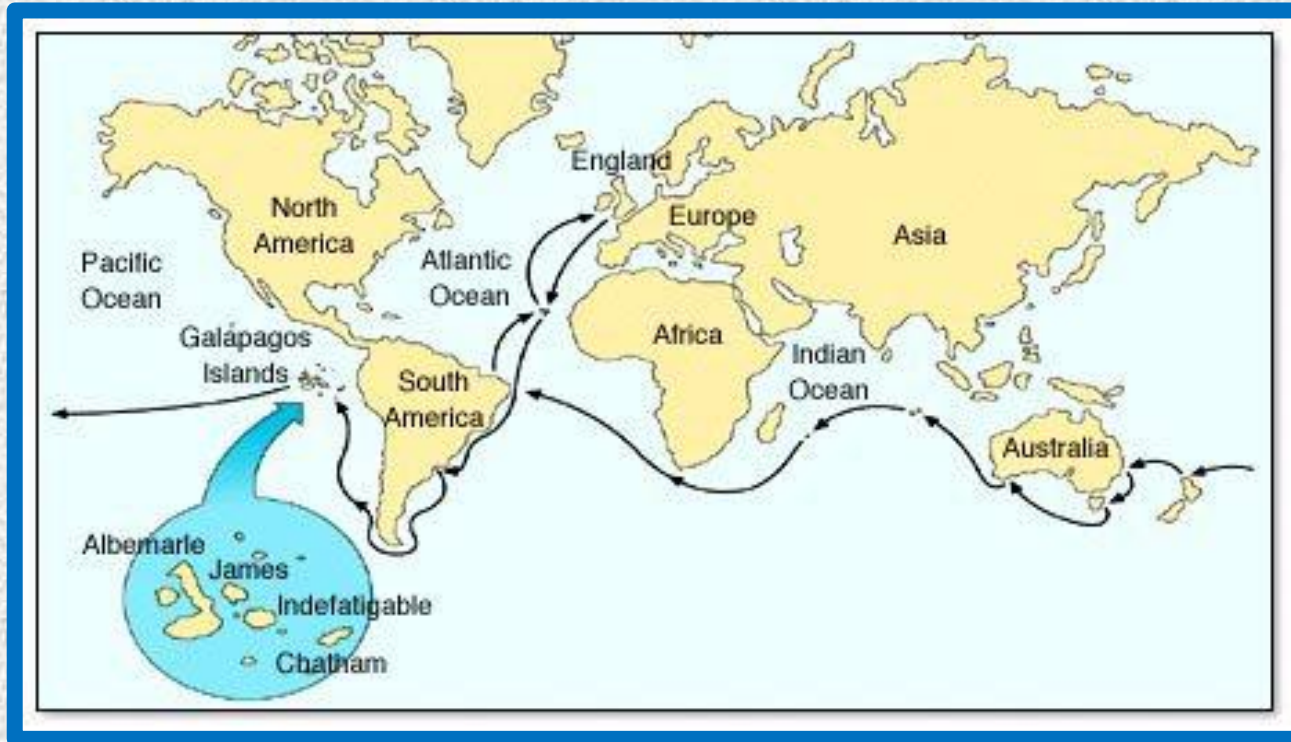 England
North
America
Europe
Asia
Pacific
Ocean
Atlantic
Ocean
Galápagos
Islands
Africa
Indian
Ocean
South
America
Australia
Albemarle
James
Indefatigable
Chatham